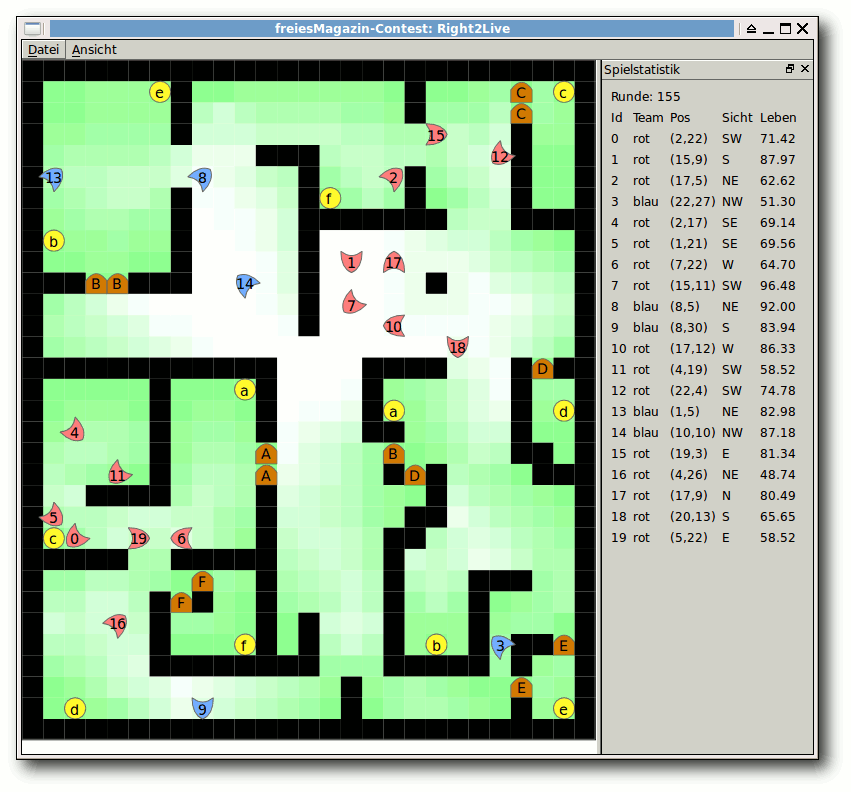 freiesMagazin-Contest: Right2Live
Datei Ansicht
Spielstatistik
Runde: 155
Id Team Pos Sicht Leben
0 rot (2,22) SW 71.42
1 rot (15,9) S 87.97
2 rot (17,5) NE 62.62
3 blau (22,27) NW 51.30
4 rot (2,17) SE 69.14
5 rot (1,21) SE 69.56
6 rot (7,22) W 64.70
7 rot (15,11) SW 96.48
8 blau (8,5) NE 92.00
9 blau (8,30) S 83.94
10 rot (17,12) W 86.33
11 rot (4,19) SW 58.52
12 rot (22,4) SW 74.78
13 blau (1,5) NE 82.98
14 blau (10,10) NW 87.18
15 rot (19,3) E 81.34
16 rot (4,26) NE 48.74
17 rot (17,9) N 80.49
18 rot (20,13) S 65.65
19 rot (5,22) E 58.52
e C c
C
15
12
13 8 2
f
b
1 17
B B 14
7
10
18
D
a
a d
4
A B
11 A D
5
c 0 19 6
F
F
16
f b 3 E
E
d 9 e